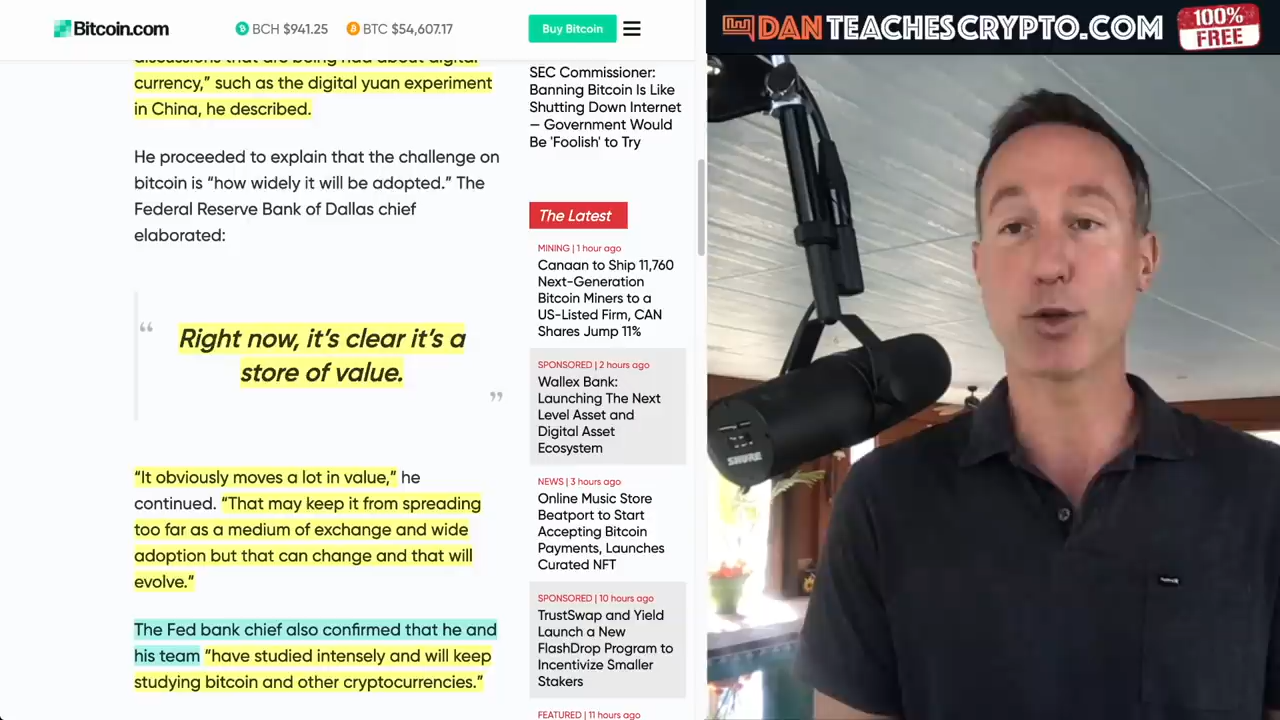 Bitcoin.com
BCH $941.25
BTC $54,607.17
Buy Bitcoin
DANTEACHESCRYPTO.COM
100%
FREE
discussions that are being had about digital
currency,” such as the digital yuan experiment
in China, he described.
He proceeded to explain that the challenge on
bitcoin is “how widely it will be adopted.” The
Federal Reserve Bank of Dallas chief
elaborated:
“
Right now, it’s clear it’s a
store of value.
”
“It obviously moves a lot in value,” he
continued. “That may keep it from spreading
too far as a medium of exchange and wide
adoption but that can change and that will
evolve.”
The Fed bank chief also confirmed that he and
his team “have studied intensely and will keep
studying bitcoin and other cryptocurrencies.”
SEC Commissioner:
Banning Bitcoin Is Like
Shutting Down Internet
— Government Would
Be 'Foolish' to Try
The Latest
MINING | 1 hour ago
Canaan to Ship 11,760
Next-Generation
Bitcoin Miners to a
US-Listed Firm, CAN
Shares Jump 11%
SPONSORED | 2 hours ago
Wallex Bank:
Launching The Next
Level Asset and
Digital Asset
Ecosystem
NEWS | 3 hours ago
Online Music Store
Beatport to Start
Accepting Bitcoin
Payments, Launches
Curated NFT
SPONSORED | 10 hours ago
TrustSwap and Yield
Launch a New
FlashDrop Program to
Incentivize Smaller
Stakers
FEATURED | 11 hours ago
SHURE